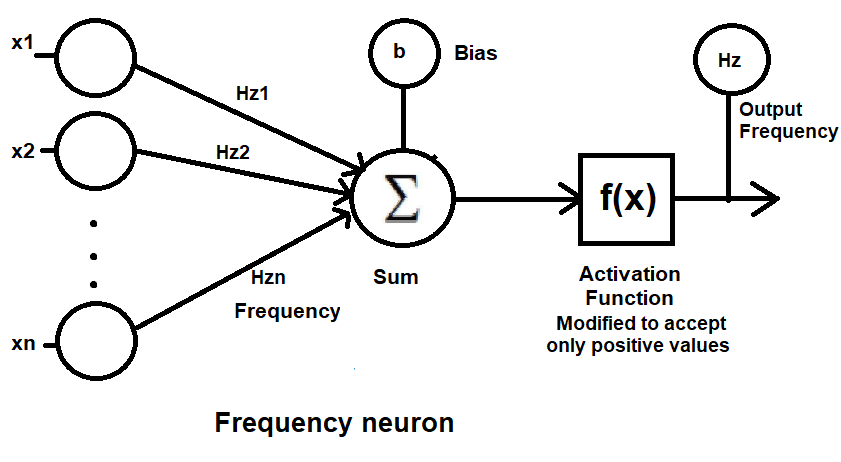 x1
Hz1
b
Bias
Hz
Output
Frequency
x2
Hz2
Σ
f(x)
Hzn
Sum
Frequency
Activation
Function
Modified to accept
only positive values
xn
Frequency neuron